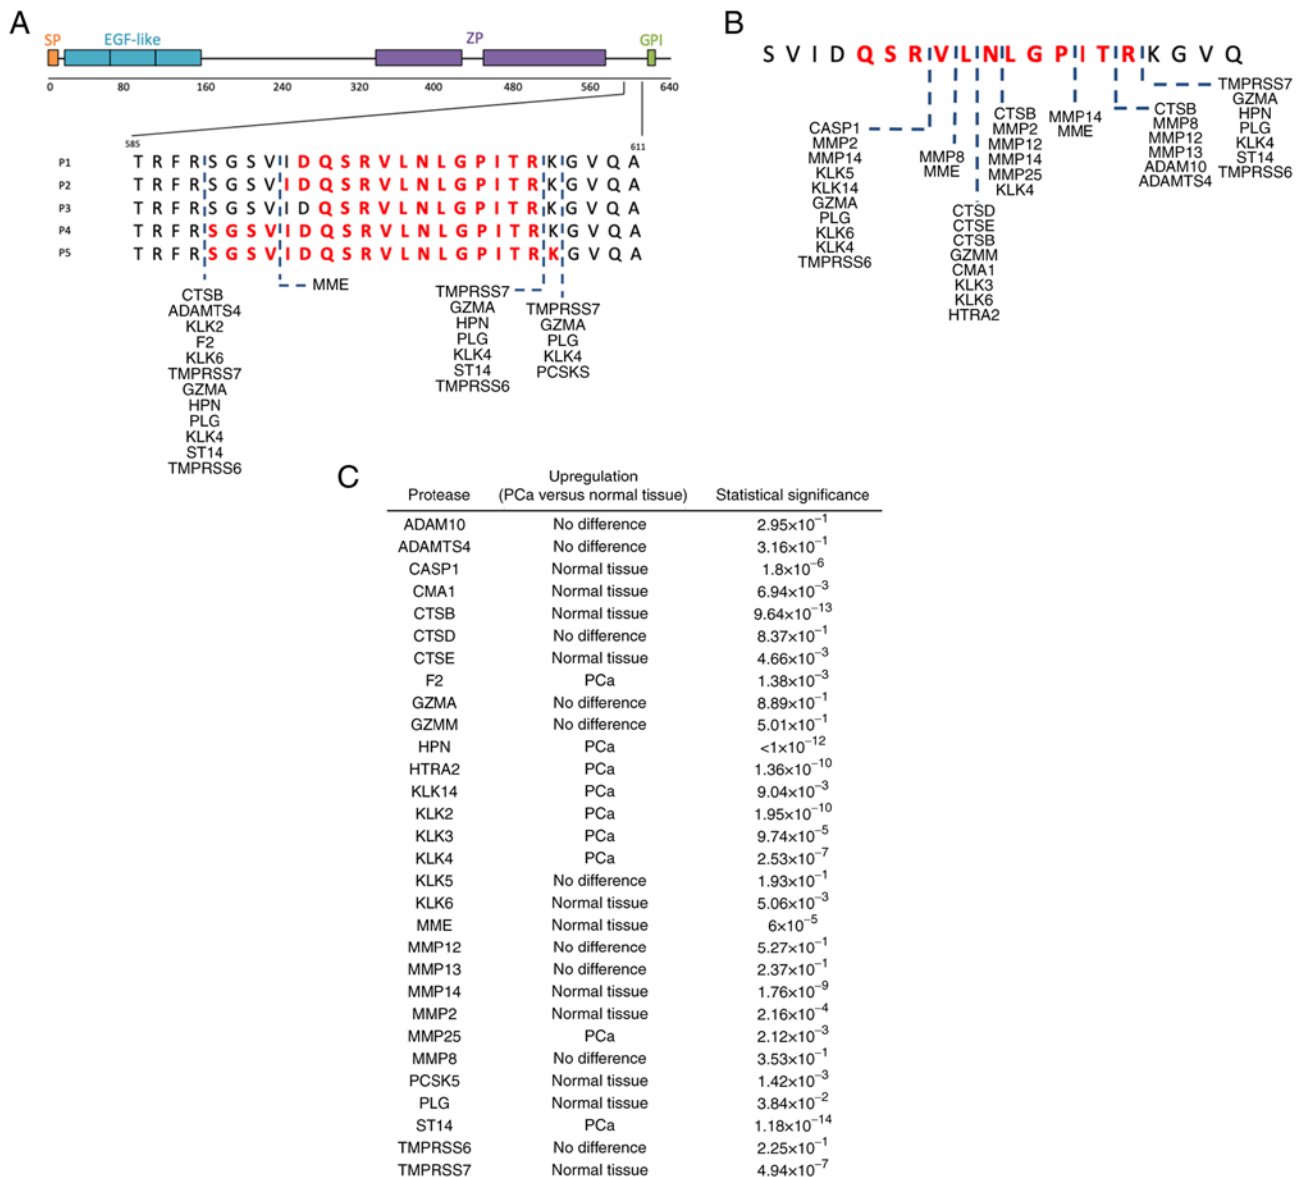 A
SP EGF-like ZP GPI
0 80 160 240 320 400 480 560 640
585 611
P1 T R F R S G S V I D Q S R V L N L G P I T R K G V Q A
P2 T R F R S G S V I D Q S R V L N L G P I T R K G V Q A
P3 T R F R S G S V I D Q S R V L N L G P I T R K G V Q A
P4 T R F R S G S V I D Q S R V L N L G P I T R K G V Q A
P5 T R F R S G S V I D Q S R V L N L G P I T R K G V Q A
CTSB
ADAMTS4
KLK2
F2
KLK6
TMPRSS7
GZMA
HPN
PLG
KLK4
ST14
TMPRSS6
MME
TMPRSS7
GZMA
HPN
PLG
KLK4
ST14
TMPRSS6
TMPRSS7
GZMA
PLG
KLK4
PCSKS
B
S V I D Q S R V L N L G P I T R K G V Q
CASP1
MMP2
MMP14
KLK5
KLK14
GZMA
PLG
KLK6
KLK4
TMPRSS6
MMP8
MME
CTSD
CTSE
CTSB
GZMM
CMA1
KLK3
KLK6
HTRA2
CTSB
MMP2
MMP12
MMP14
MMP25
KLK4
MMP14
MME
CTSB
MMP8
MMP12
MMP13
ADAM10
ADAMTS4
TMPRSS7
GZMA
HPN
PLG
KLK4
ST14
TMPRSS6
C
Upregulation
Protease (PCa versus normal tissue) Statistical significance
ADAM10 No difference 2.95×10⁻¹
ADAMTS4 No difference 3.16×10⁻¹
CASP1 Normal tissue 1.8×10⁻⁶
CMA1 Normal tissue 6.94×10⁻³
CTSB Normal tissue 9.64×10⁻¹³
CTSD No difference 8.37×10⁻¹
CTSE Normal tissue 4.66×10⁻³
F2 PCa 1.38×10⁻³
GZMA No difference 8.89×10⁻¹
GZMM No difference 5.01×10⁻¹
HPN PCa <1×10⁻¹²
HTRA2 PCa 1.36×10⁻¹⁰
KLK14 PCa 9.04×10⁻³
KLK2 PCa 1.95×10⁻¹⁰
KLK3 PCa 9.74×10⁻⁵
KLK4 PCa 2.53×10⁻⁷
KLK5 No difference 1.93×10⁻¹
KLK6 Normal tissue 5.06×10⁻³
MME Normal tissue 6×10⁻⁵
MMP12 No difference 5.27×10⁻¹
MMP13 No difference 2.37×10⁻¹
MMP14 Normal tissue 1.76×10⁻⁹
MMP2 Normal tissue 2.16×10⁻⁴
MMP25 PCa 2.12×10⁻³
MMP8 No difference 3.53×10⁻¹
PCSK5 Normal tissue 1.42×10⁻³
PLG Normal tissue 3.84×10⁻²
ST14 PCa 1.18×10⁻¹⁴
TMPRSS6 No difference 2.25×10⁻¹
TMPRSS7 Normal tissue 4.94×10⁻⁷